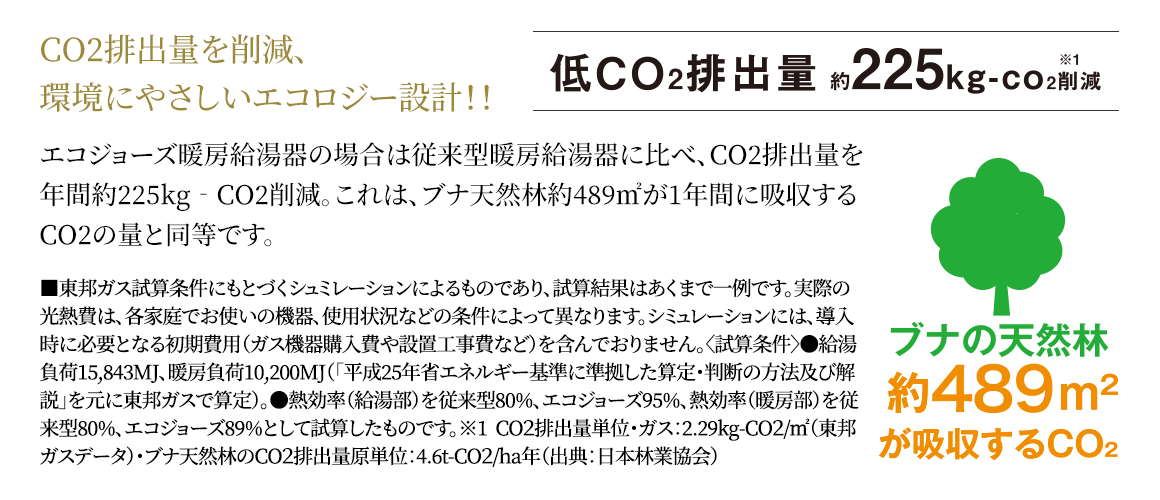 CO2排出量を削減、
環境にやさしいエコロジー設計!!
低CO2排出量 約225kg-CO2削減※1
エコジョーズ暖房給湯器の場合は従来型暖房給湯器に比べ、CO2排出量を
年間約225kg‐CO2削減。これは、ブナ天然林約489㎡が1年間に吸収する
CO2の量と同等です。
■東邦ガス試算条件にもとづくシュミレーションによるものであり、試算結果はあくまで一例です。実際の
光熱費は、各家庭でお使いの機器、使用状況などの条件によって異なります。シミュレーションには、導入
時に必要となる初期費用(ガス機器購入費や設置工事費など)を含んでおりません。〈試算条件〉●給湯
負荷15,843MJ、暖房負荷10,200MJ(「平成25年省エネルギー基準に準拠した算定・判断の方法及び解
説」を元に東邦ガスで算定)。●熱効率(給湯部)を従来型80%、エコジョーズ95%、熱効率(暖房部)を従
来型80%、エコジョーズ89%として試算したものです。※1 CO2排出量単位・ガス:2.29kg-CO2/㎡(東邦
ガスデータ)・ブナ天然林のCO2排出量原単位:4.6t-CO2/ha年(出典:日本林業協会)
ブナの天然林
約489m2
が吸収するCO2